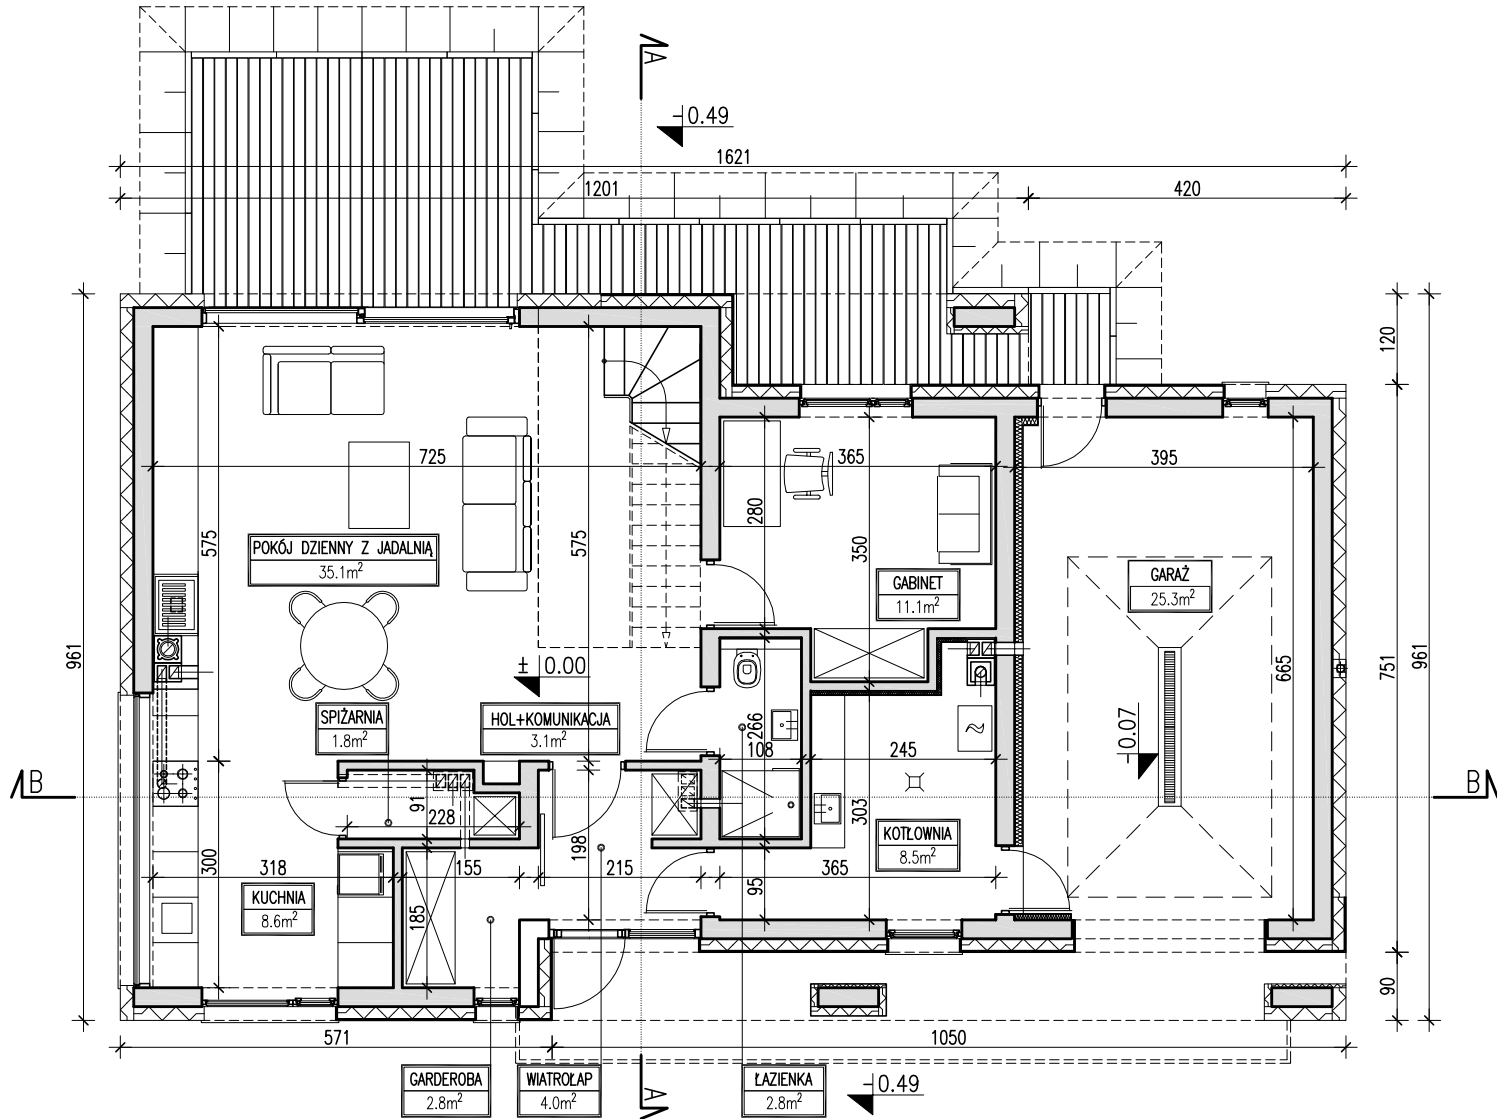 A
-0.49
1621
1201
420
120
725
365
395
280
575
575
350
POKÓJ DZIENNY Z JADALNIĄ
35.1m²
GABINET
11.1m²
GARAŻ
25.3m²
961
751
961
665
± 0.00
SPIŻARNIA
1.8m²
HOL+KOMUNIKACJA
3.1m²
266
108
245
-0.07
B
B
91
228
303
KOTŁOWNIA
8.5m²
198
300
318
155
215
95
365
KUCHNIA
8.6m²
185
90
571
1050
GARDEROBA
2.8m²
WIATROŁAP
4.0m²
A
ŁAZIENKA
2.8m²
-0.49